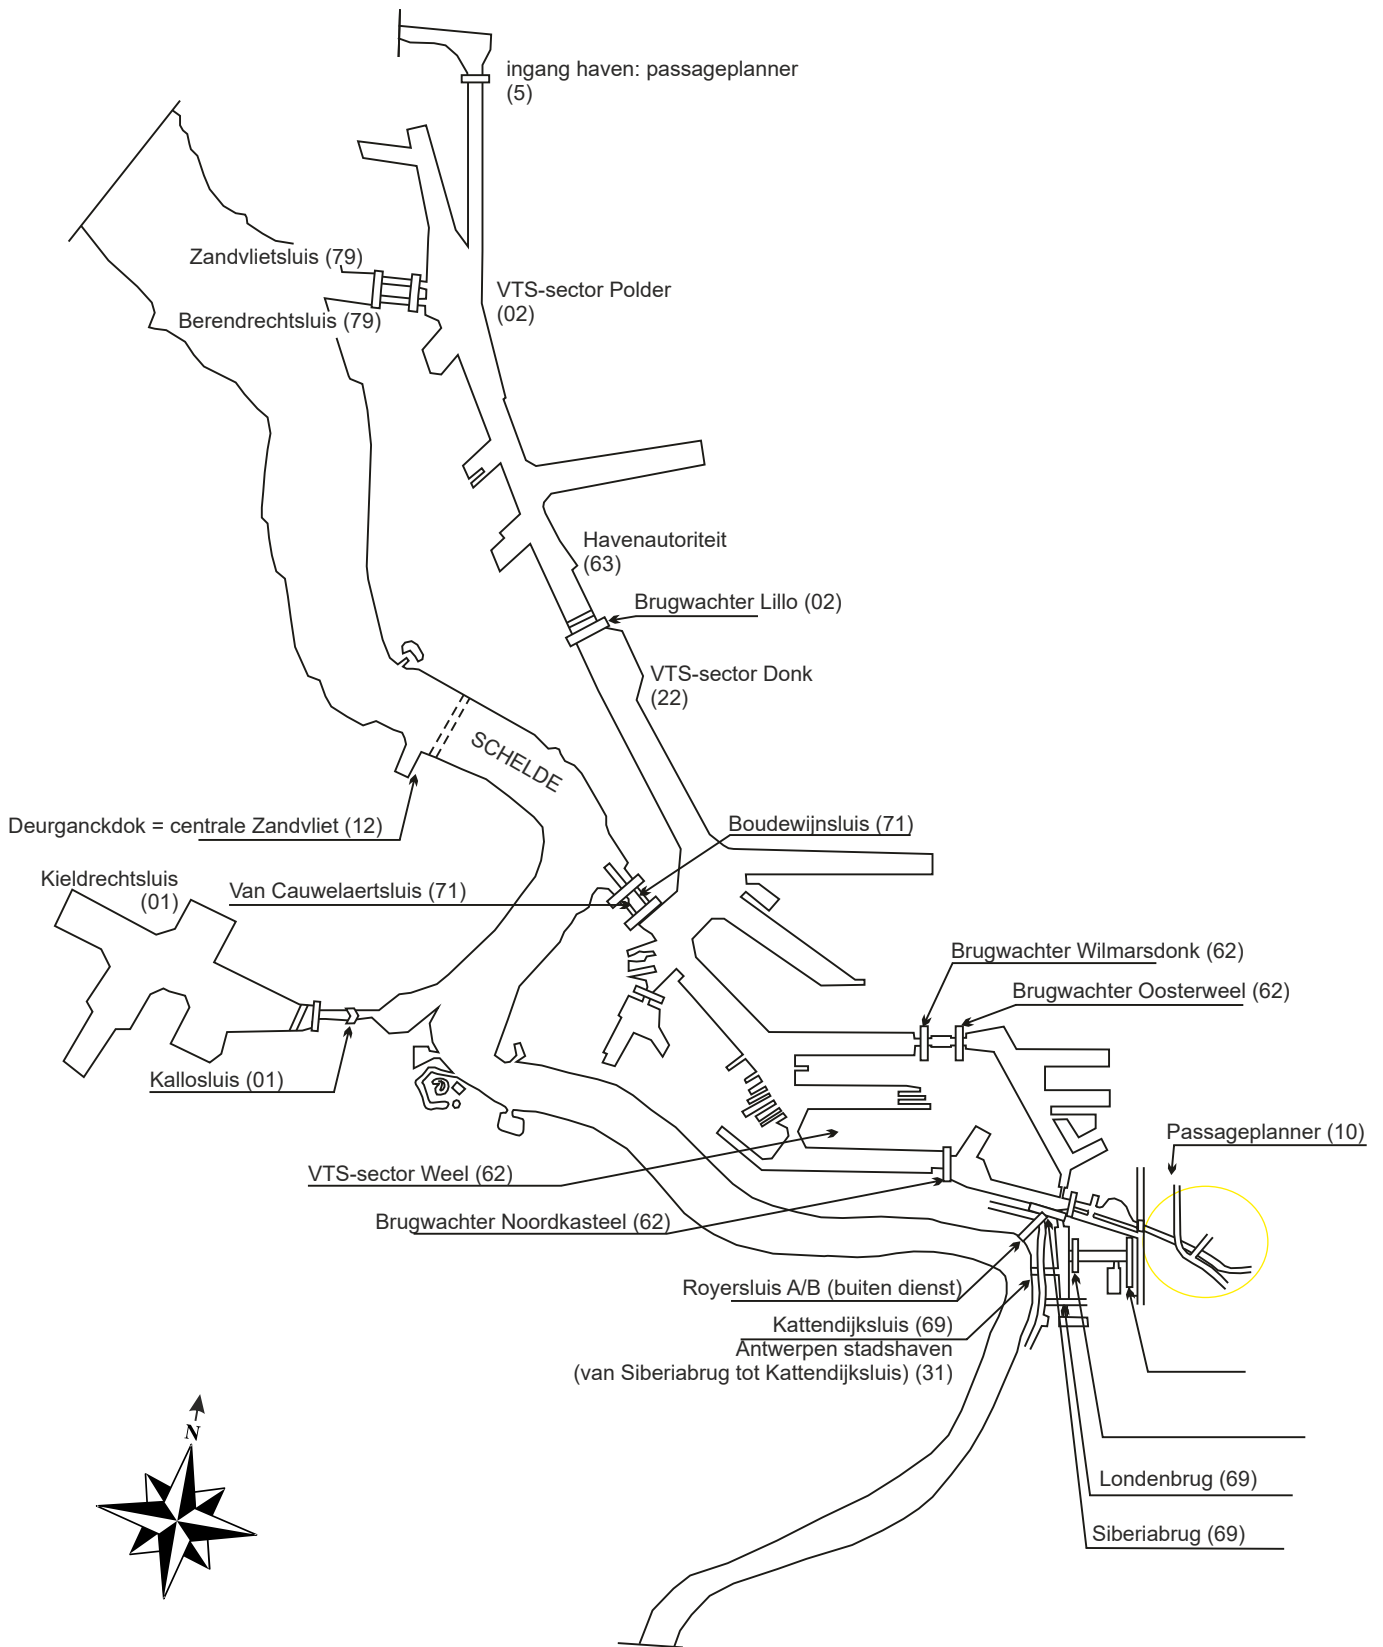 ingang haven: passageplanner
(5)
Zandvlietsluis (79)
VTS-sector Polder
(02)
Berendrechtsluis (79)
Havenautoriteit
(63)
Brugwachter Lillo (02)
VTS-sector Donk
(22)
SCHELDE
Deurganckdok = centrale Zandvliet (12)
Boudewijnsluis (71)
Kieldrechtsluis
(01)
Van Cauwelaertsluis (71)
Brugwachter Wilmarsdonk (62)
Brugwachter Oosterweel (62)
Kallosluis (01)
Passageplanner (10)
VTS-sector Weel (62)
Brugwachter Noordkasteel (62)
Royersluis A/B (buiten dienst)
Kattendijksluis (69)
Antwerpen stadshaven
(van Siberiabrug tot Kattendijksluis) (31)
N
Londenbrug (69)
Siberiabrug (69)